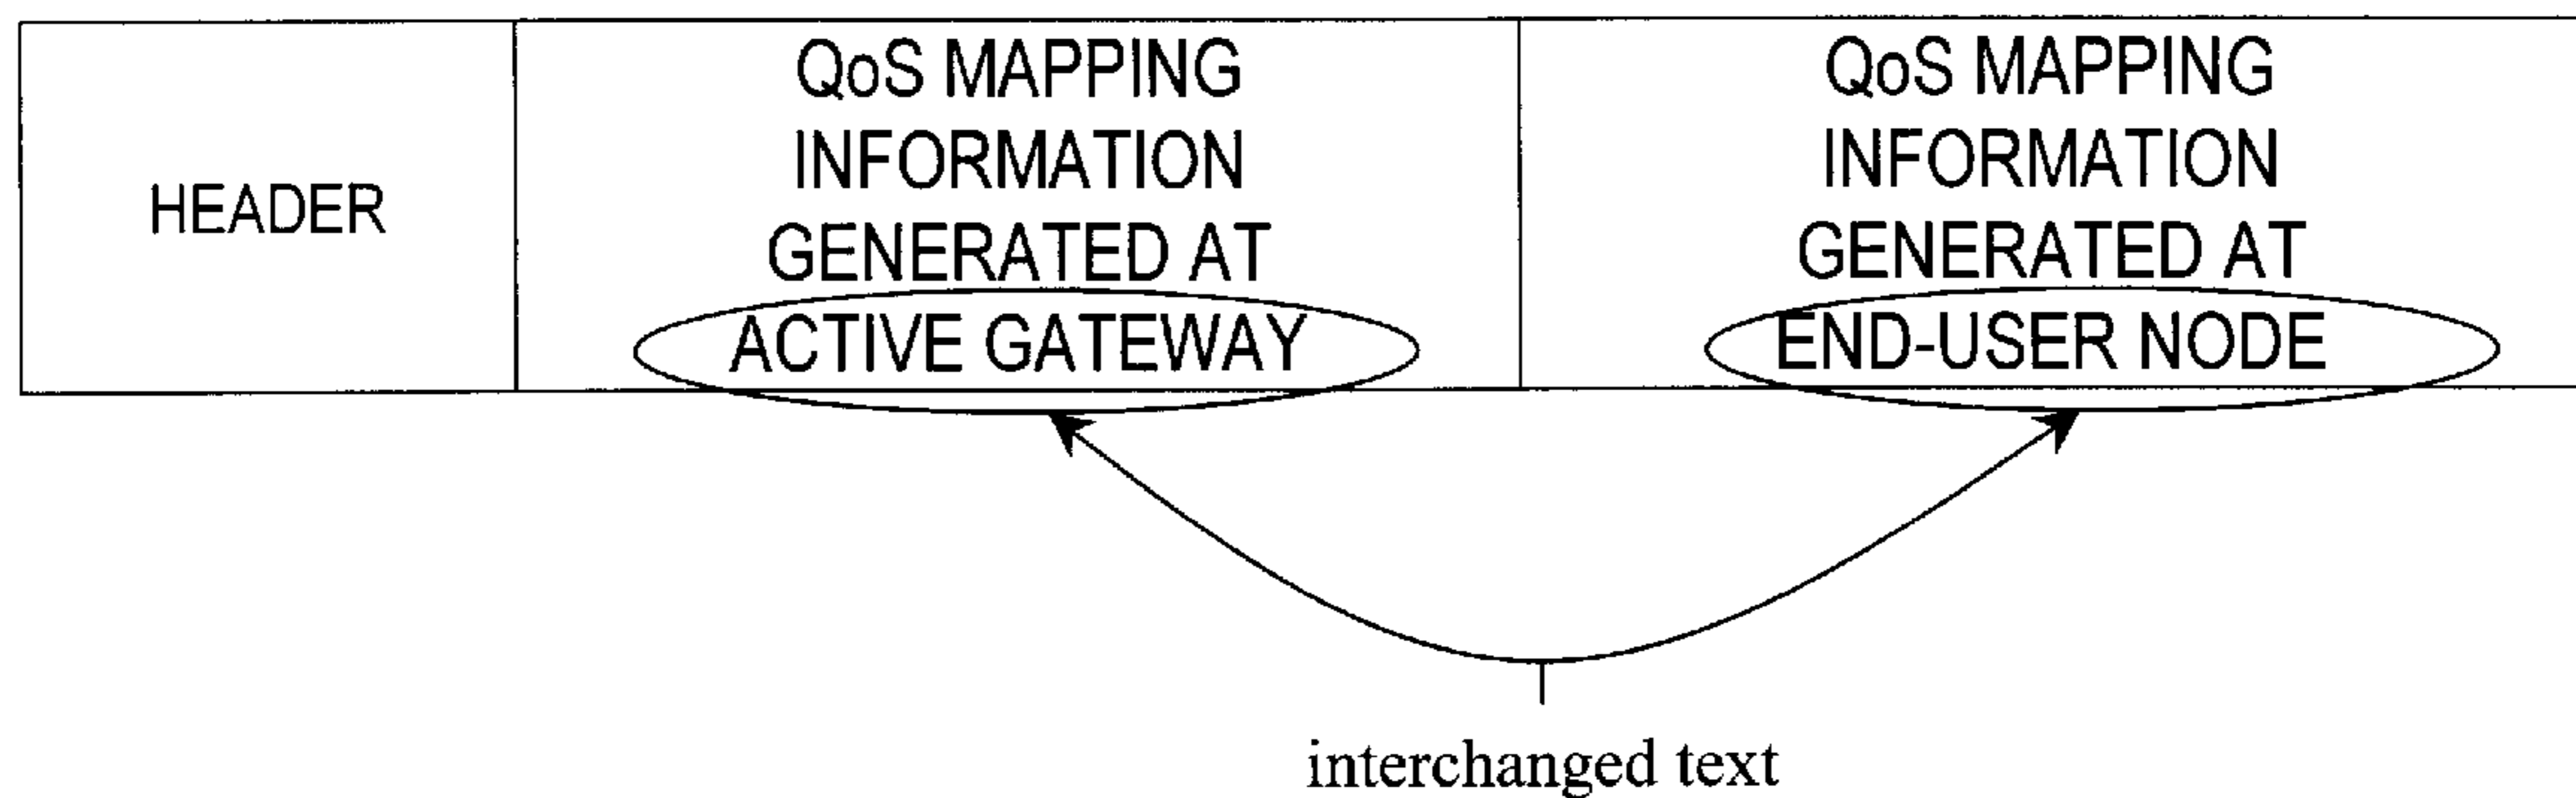 HEADER
QoS MAPPING
INFORMATION
GENERATED AT
ACTIVE GATEWAY
QoS MAPPING
INFORMATION
GENERATED AT
END-USER NODE
interchanged text